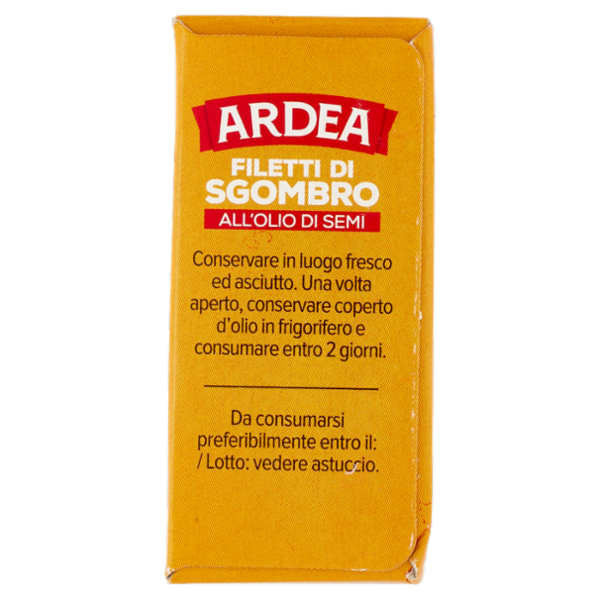 ARDEA
FILETTI DI
SGOMBRO
ALL'OLIO DI SEMI
Conservare in luogo fresco
ed asciutto. Una volta
aperto, conservare coperto
d'olio in frigorifero e
consumare entro 2 giorni.
Da consumarsi
preferibilmente entro il:
/ Lotto: vedere astuccio.